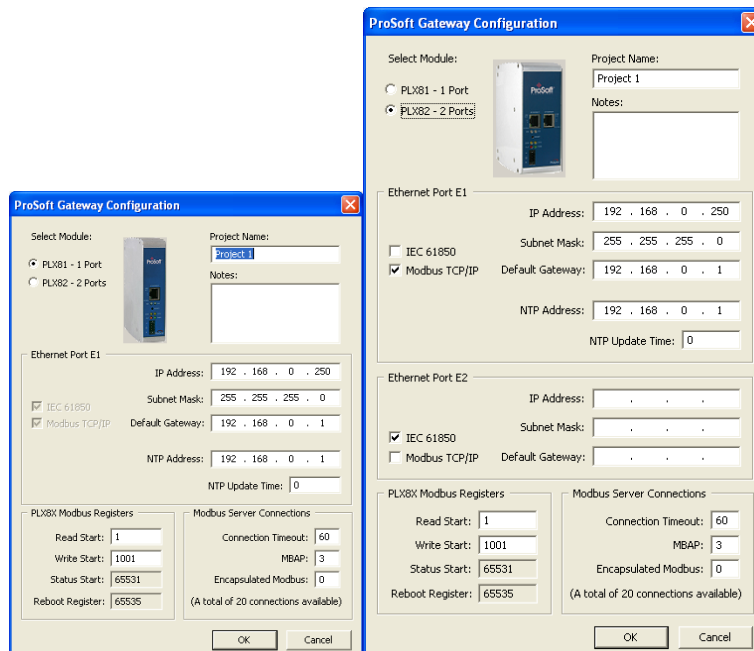 ProSoft Gateway Configuration
Select Module:
PLX81 - 1 Port
PLX82 - 2 Ports
ProSoft
Project Name:
Project 1
Notes:
Ethernet Port E1
IP Address: 192 . 168 . 0 . 250
Subnet Mask: 255 . 255 . 255 . 0
IEC 61850
Modbus TCP/IP
Default Gateway: 192 . 168 . 0 . 1
NTP Address: 192 . 168 . 0 . 1
NTP Update Time: 0
PLX8X Modbus Registers
Read Start: 1
Write Start: 1001
Status Start: 65531
Reboot Register: 65535
Modbus Server Connections
Connection Timeout: 60
MBAP: 3
Encapsulated Modbus: 0
(A total of 20 connections available)
OK
Cancel
ProSoft Gateway Configuration
Select Module:
PLX81 - 1 Port
PLX82 - 2 Ports
ProSoft
Project Name:
Project 1
Notes:
Ethernet Port E1
IP Address: 192 . 168 . 0 . 250
Subnet Mask: 255 . 255 . 255 . 0
IEC 61850
Modbus TCP/IP
Default Gateway: 192 . 168 . 0 . 1
NTP Address: 192 . 168 . 0 . 1
NTP Update Time: 0
Ethernet Port E2
IP Address: . . .
Subnet Mask: . . .
IEC 61850
Modbus TCP/IP
Default Gateway: . . .
PLX8X Modbus Registers
Read Start: 1
Write Start: 1001
Status Start: 65531
Reboot Register: 65535
Modbus Server Connections
Connection Timeout: 60
MBAP: 3
Encapsulated Modbus: 0
(A total of 20 connections available)
OK
Cancel